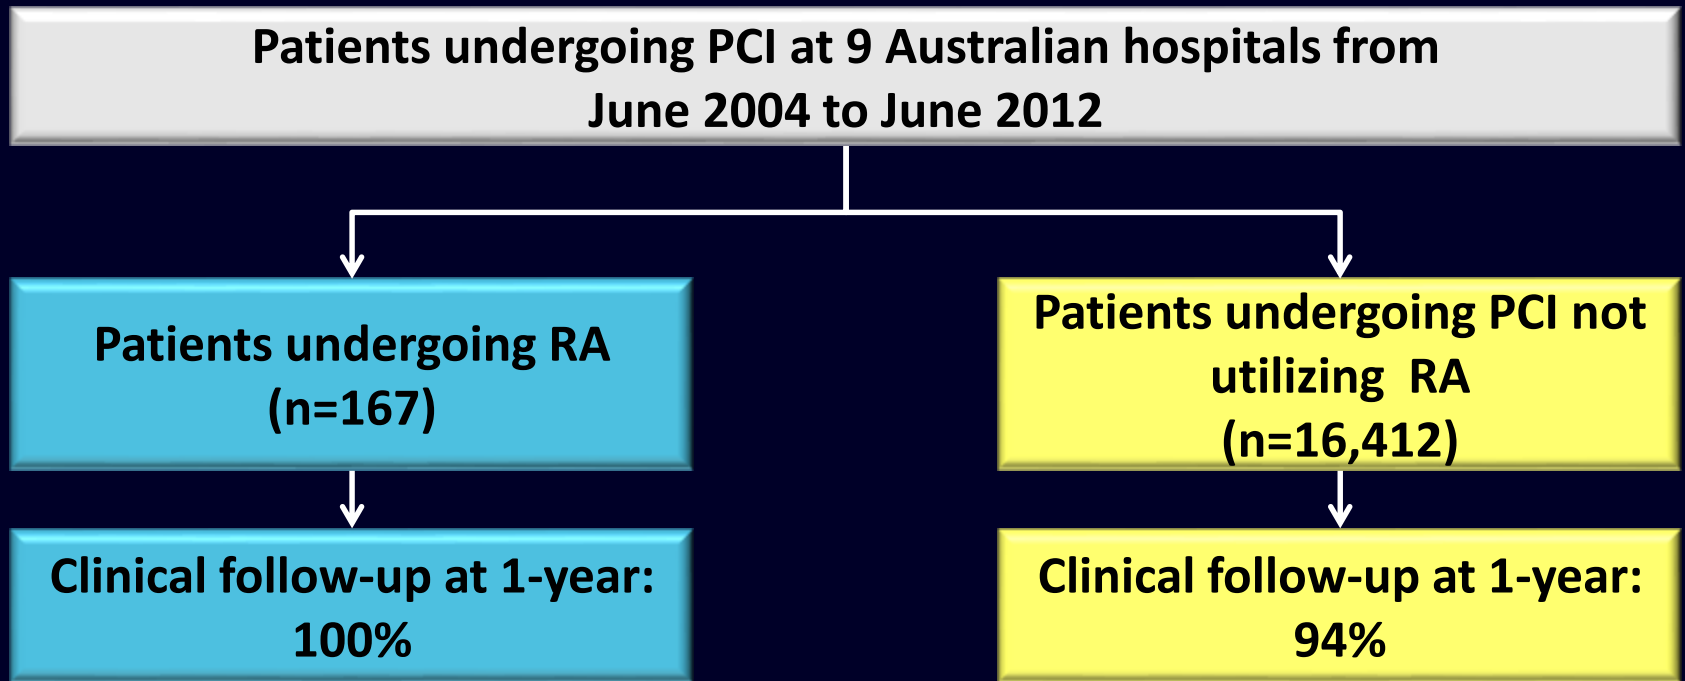 Patients undergoing PCI at 9 Australian hospitals from
June 2004 to June 2012
Patients undergoing RA
(n=167)
Patients undergoing PCI not
utilizing  RA
(n=16,412)
Clinical follow-up at 1-year:
100%
Clinical follow-up at 1-year:
94%